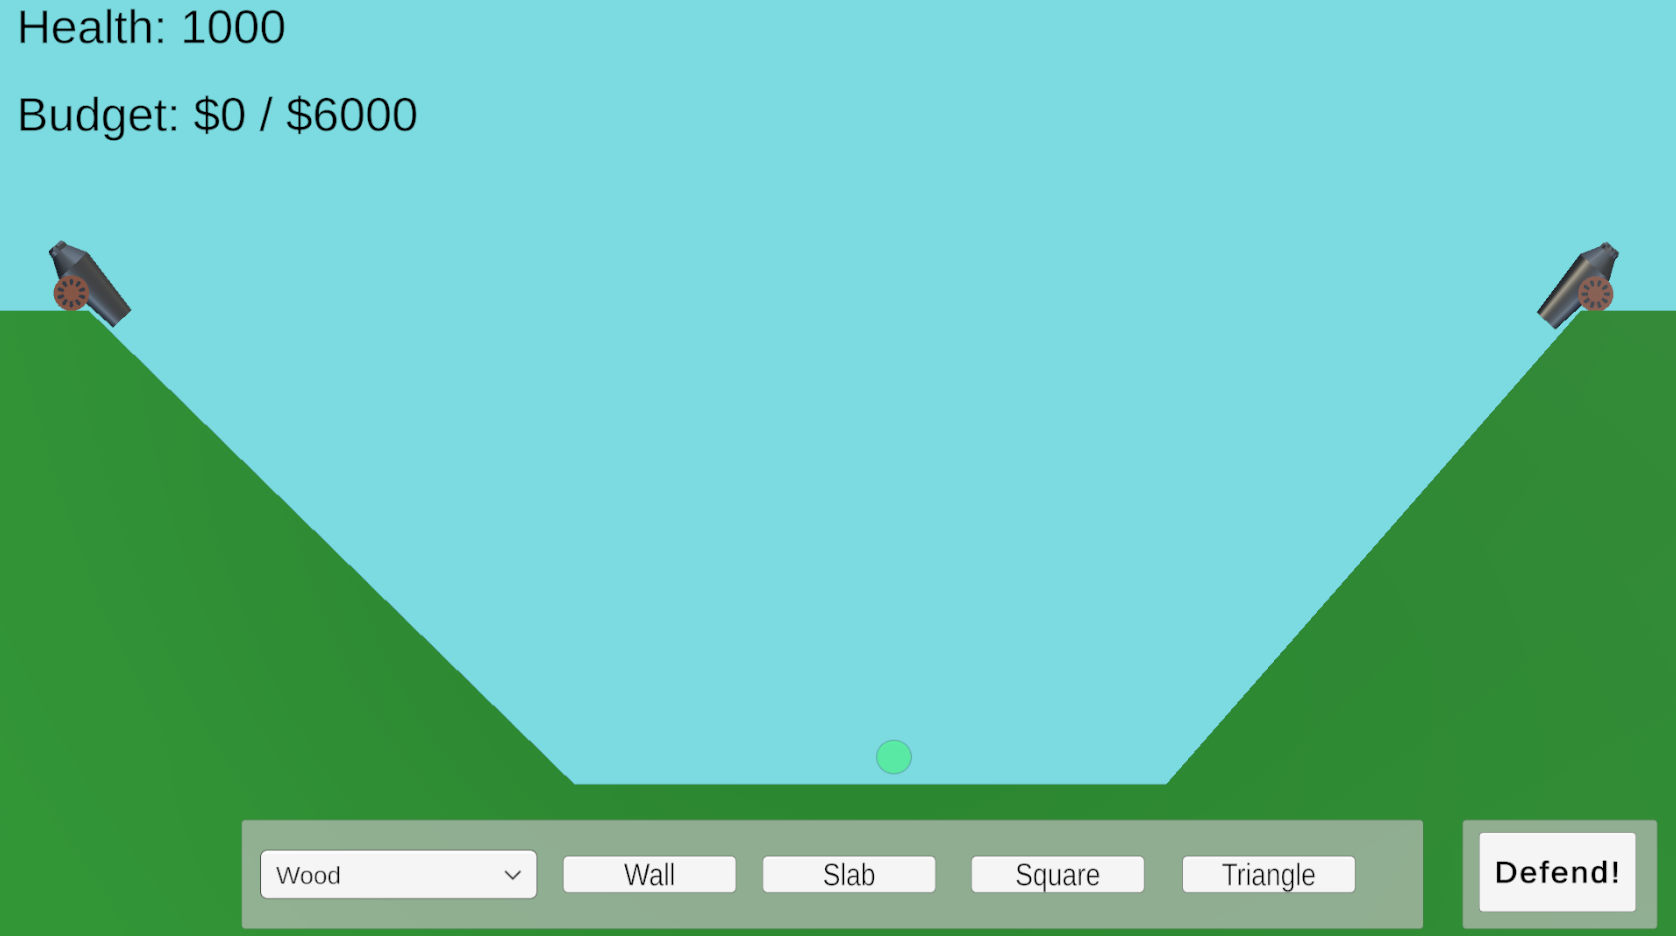 Health: 1000
Budget: $0 / $6000
Wood
Wall
Slab
Square
Triangle
Defend!